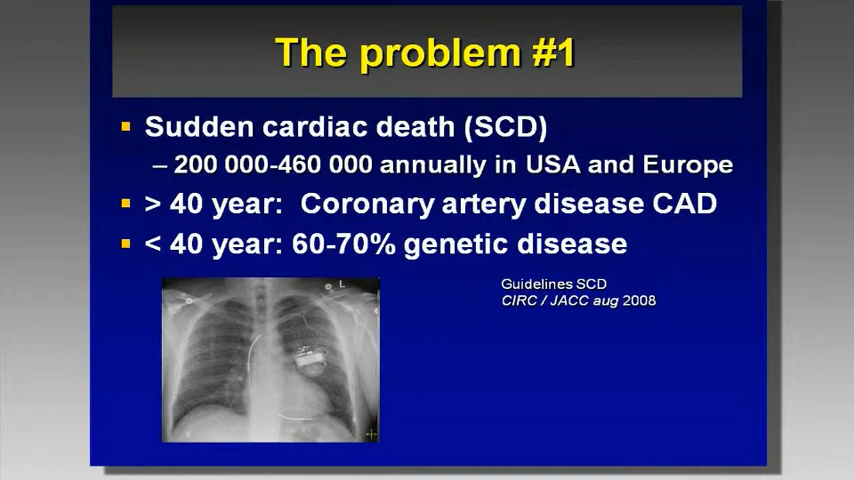 The problem #1
Sudden cardiac death (SCD)
– 200 000-460 000 annually in USA and Europe
> 40 year: Coronary artery disease CAD
< 40 year: 60-70% genetic disease
Guidelines SCD
CIRC / JACC aug 2008
L